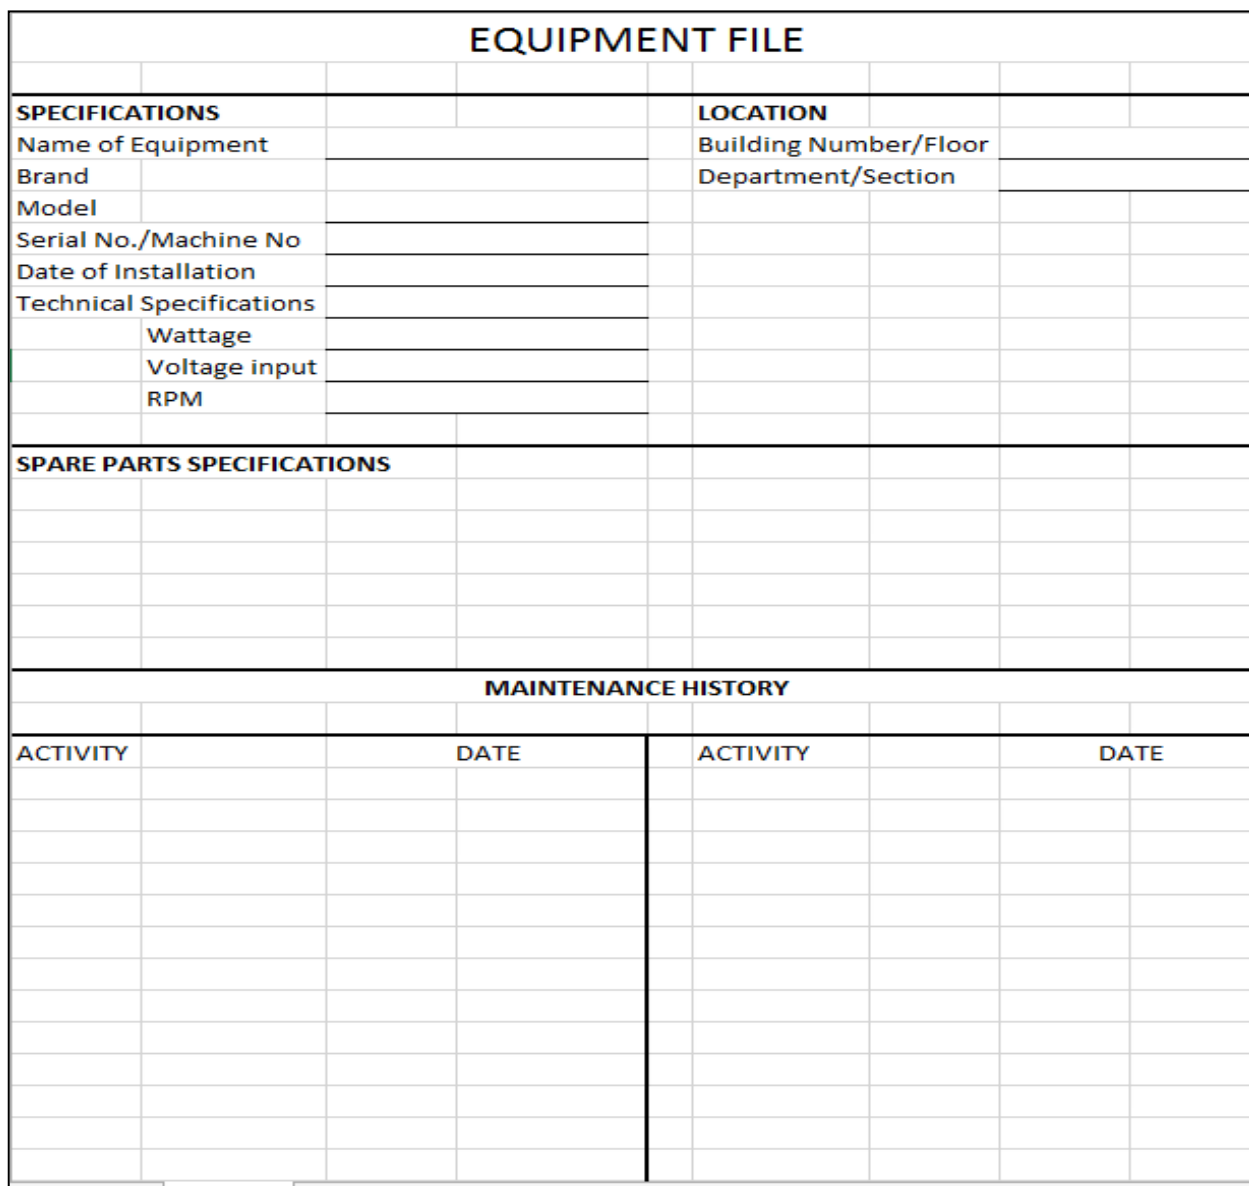 EQUIPMENT FILE
SPECIFICATIONS LOCATION
Name of Equipment Building Number/Floor
Brand Department/Section
Model
Serial No./Machine No
Date of Installation
Technical Specifications
Wattage
Voltage input
RPM
SPARE PARTS SPECIFICATIONS
MAINTENANCE HISTORY
ACTIVITY DATE ACTIVITY DATE